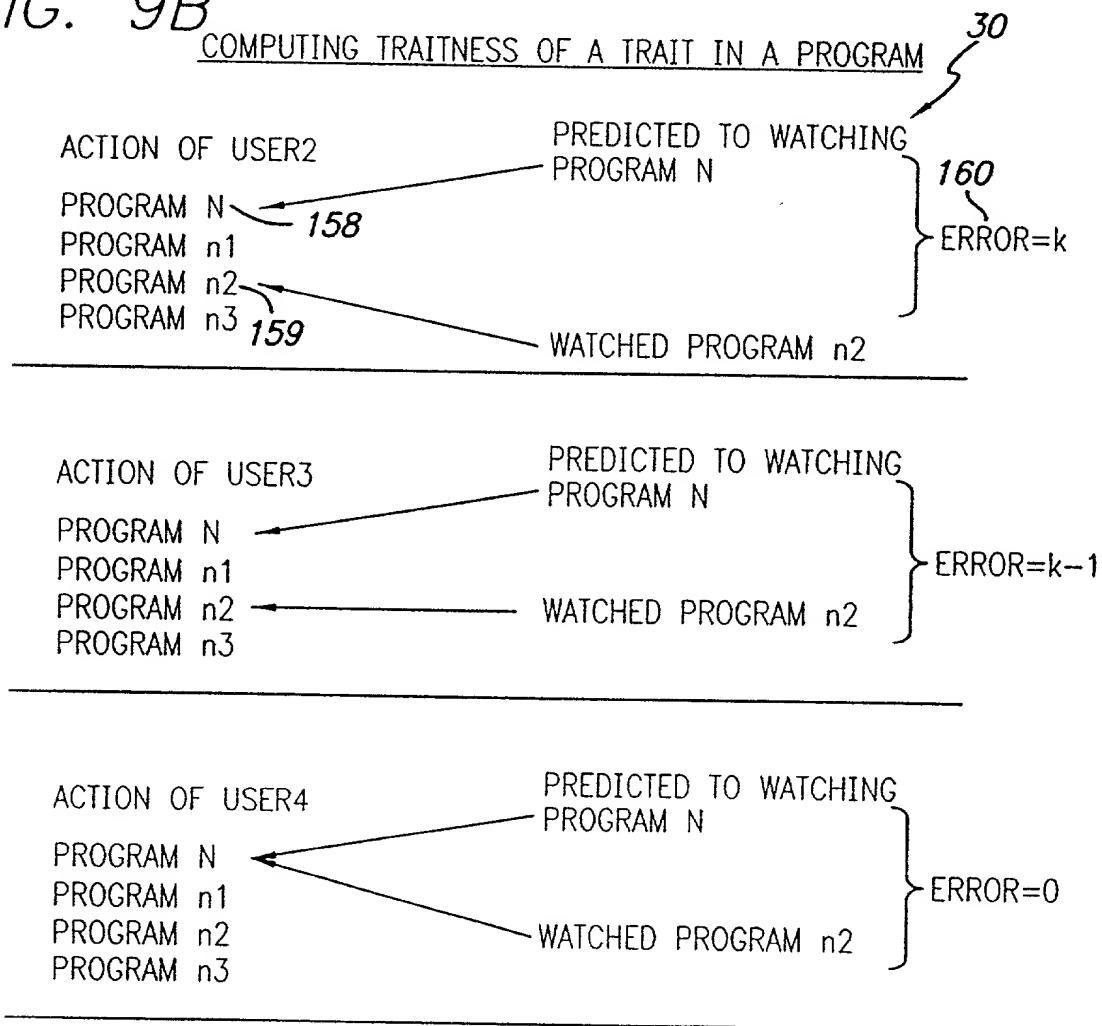 FIG. 9B
COMPUTING TRAITNESS OF A TRAIT IN A PROGRAM
30
ACTION OF USER2
PREDICTED TO WATCHING
PROGRAM N
PROGRAM N
158
160
PROGRAM n1
ERROR=k
PROGRAM n2
PROGRAM n3
159
WATCHED PROGRAM n2
ACTION OF USER3
PREDICTED TO WATCHING
PROGRAM N
PROGRAM N
PROGRAM n1
ERROR=k-1
PROGRAM n2
WATCHED PROGRAM n2
PROGRAM n3
ACTION OF USER4
PREDICTED TO WATCHING
PROGRAM N
PROGRAM N
PROGRAM n1
ERROR=0
PROGRAM n2
WATCHED PROGRAM n2
PROGRAM n3